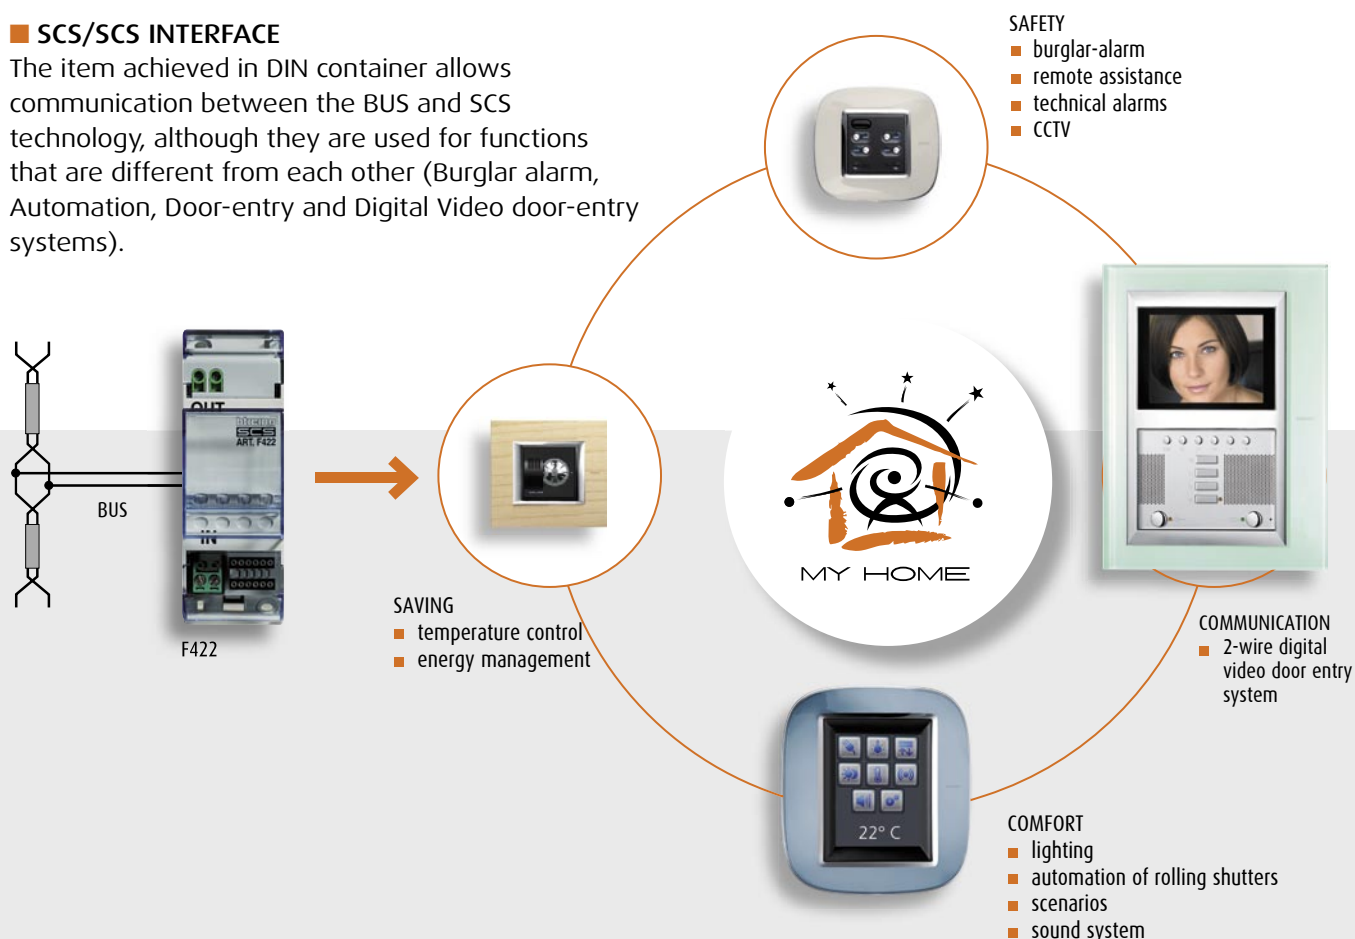 SCS/SCS INTERFACE
The item achieved in DIN container allows
communication between the BUS and SCS
technology, although they are used for functions
that are different from each other (Burglar alarm,
Automation, Door-entry and Digital Video door-entry
systems).
SAFETY
burglar-alarm
remote assistance
technical alarms
CCTV
OUT
bticino
SCS
ART. F422
IN
BUS
F422
SAVING
temperature control
energy management
MY HOME
COMMUNICATION
2-wire digital
video door entry
system
22° C
COMFORT
lighting
automation of rolling shutters
scenarios
sound system